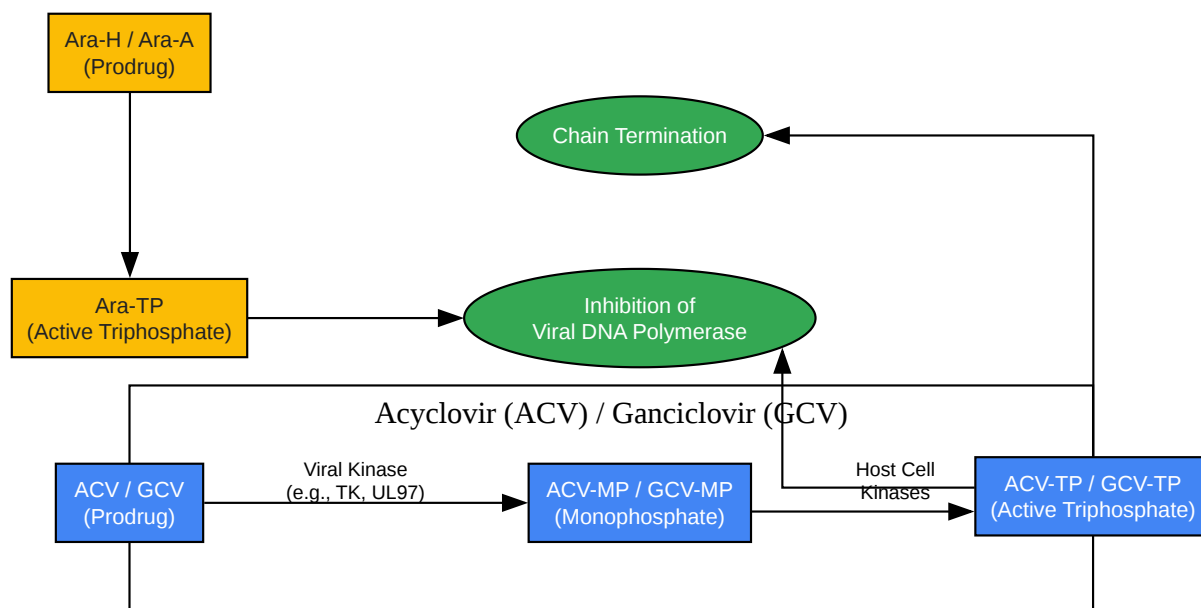 Ara-H / Ara-A
(Prodrug)
Chain Termination
Ara-TP
(Active Triphosphate)
Inhibition of
Viral DNA Polymerase
Acyclovir (ACV) / Ganciclovir (GCV)
ACV / GCV
(Prodrug)
Viral Kinase
(e.g., TK, UL97)
ACV-MP / GCV-MP
(Monophosphate)
Host Cell
Kinases
ACV-TP / GCV-TP
(Active Triphosphate)